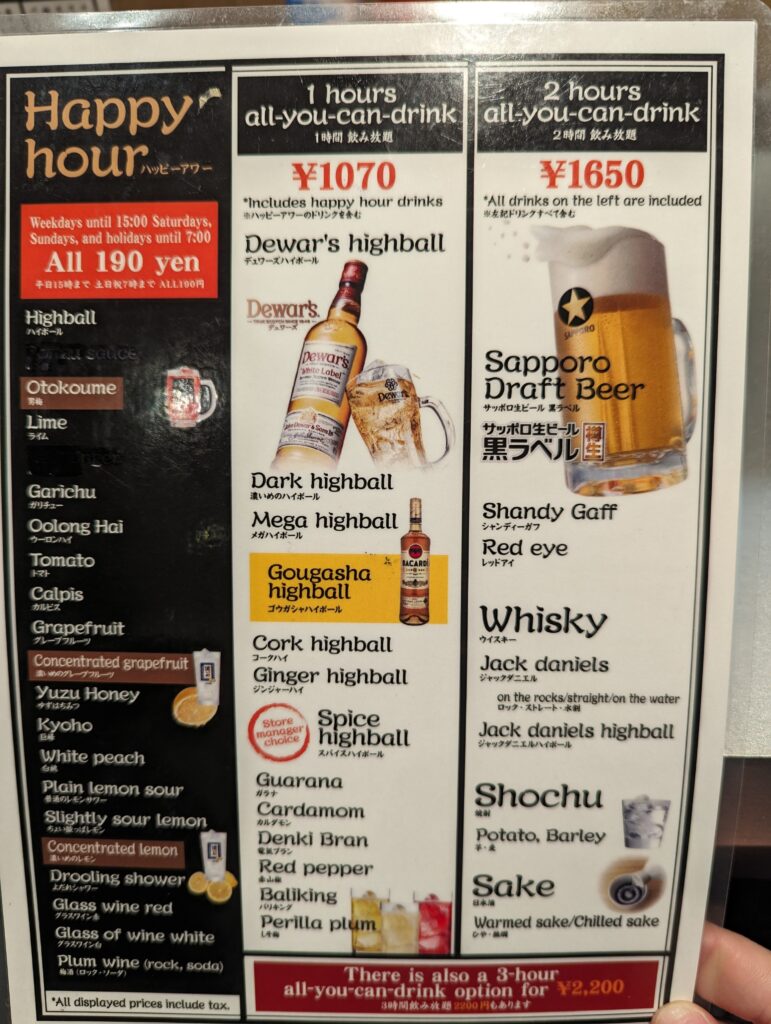 Happy
hour
ハッピーアワー
Weekdays until 15:00 Saturdays,
Sundays, and holidays until 7:00
All 190 yen
平日15時まで 土日祝7時まで ALL190円
Highball
ハイボール
Otokoume
男梅
Lime
ライム
Garichu
ガリチュー
Oolong Hai
ウーロンハイ
Tomato
トマト
Calpis
カルピス
Grapefruit
グレープフルーツ
Concentrated grapefruit
濃いめのグレープフルーツ
Yuzu Honey
ゆずはちみつ
Kyoho
巨峰
White peach
白桃
Plain lemon sour
普通のレモンサワー
Slightly sour lemon
ちょい酸っぱレモン
Concentrated lemon
濃いめのレモン
Drooling shower
よだれシャワー
Glass wine red
グラスワイン赤
Glass of wine white
グラスワイン白
Plum wine (rock, soda)
梅酒(ロック・ソーダ)
*All displayed prices include tax.
1 hours
all-you-can-drink
1時間 飲み放題
¥1070
*Includes happy hour drinks
※ハッピーアワーのドリンクを含む
Dewar's highball
デュワーズハイボール
Dewar's
デュワーズ
Dewar's
White Label
Dewar's
Dark highball
濃いめのハイボール
Mega highball
メガハイボール
BACARDI
Gougasha
highball
ゴウガシャハイボール
Cork highball
コークハイ
Ginger highball
ジンジャーハイ
Store
manager
choice
Spice
highball
スパイスハイボール
Guarana
ガラナ
Cardamom
カルダモン
Denki Bran
電気ブラン
Red pepper
赤山椒
Baliking
バリキング
Perilla plum
しそ梅
2 hours
all-you-can-drink
2時間 飲み放題
¥1650
*All drinks on the left are included
※左記ドリンクすべて含む
SAPPORO
Sapporo
Draft Beer
サッポロ生ビール 黒ラベル
サッポロ生ビール
黒ラベル
樽生
Shandy Gaff
シャンディーガフ
Red eye
レッドアイ
Whisky
ウイスキー
Jack daniels
ジャックダニエル
on the rocks/straight/on the water
ロック・ストレート・水割
Jack daniels highball
ジャックダニエルハイボール
Shochu
焼酎
Potato, Barley
芋・麦
Sake
日本酒
Warmed sake/Chilled sake
ひや・熱燗
There is also a 3-hour
all-you-can-drink option for ¥2,200
3時間飲み放題 2200円もあります